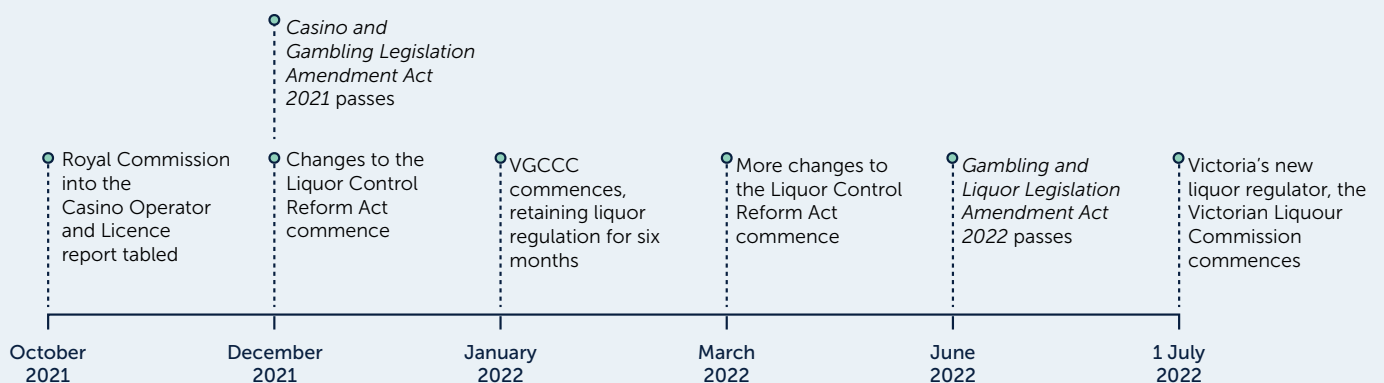 Casino and
Gambling Legislation
Amendment Act
2021 passes
Royal Commission
into the
Casino Operator
and Licence
report tabled
Changes to the
Liquor Control
Reform Act
commence
VGCCC
commences,
retaining liquor
regulation for six
months
More changes to
the Liquor Control
Reform Act
commence
Gambling and
Liquor Legislation
Amendment Act
2022 passes
Victoria's new
liquor regulator, the
Victorian Liquour
Commission
commences
October
2021
December
2021
January
2022
March
2022
June
2022
1 July
2022